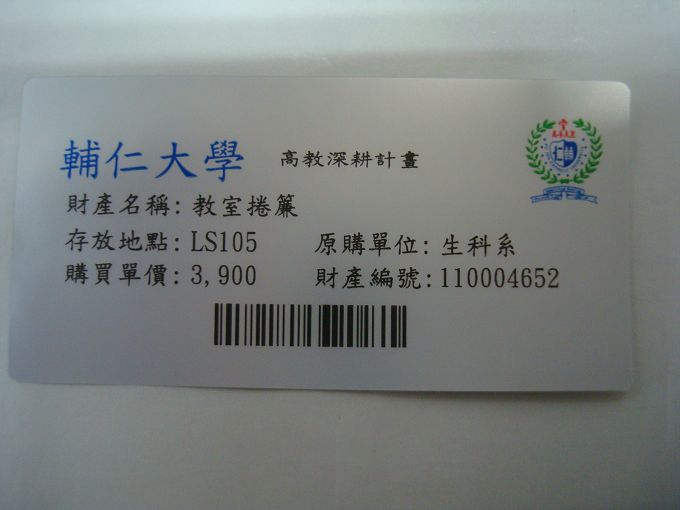 輔仁大學 高教深耕計畫
財產名稱: 教室捲簾
存放地點: LS105 原購單位: 生科系
購買單價: 3,900 財產編號: 110004652